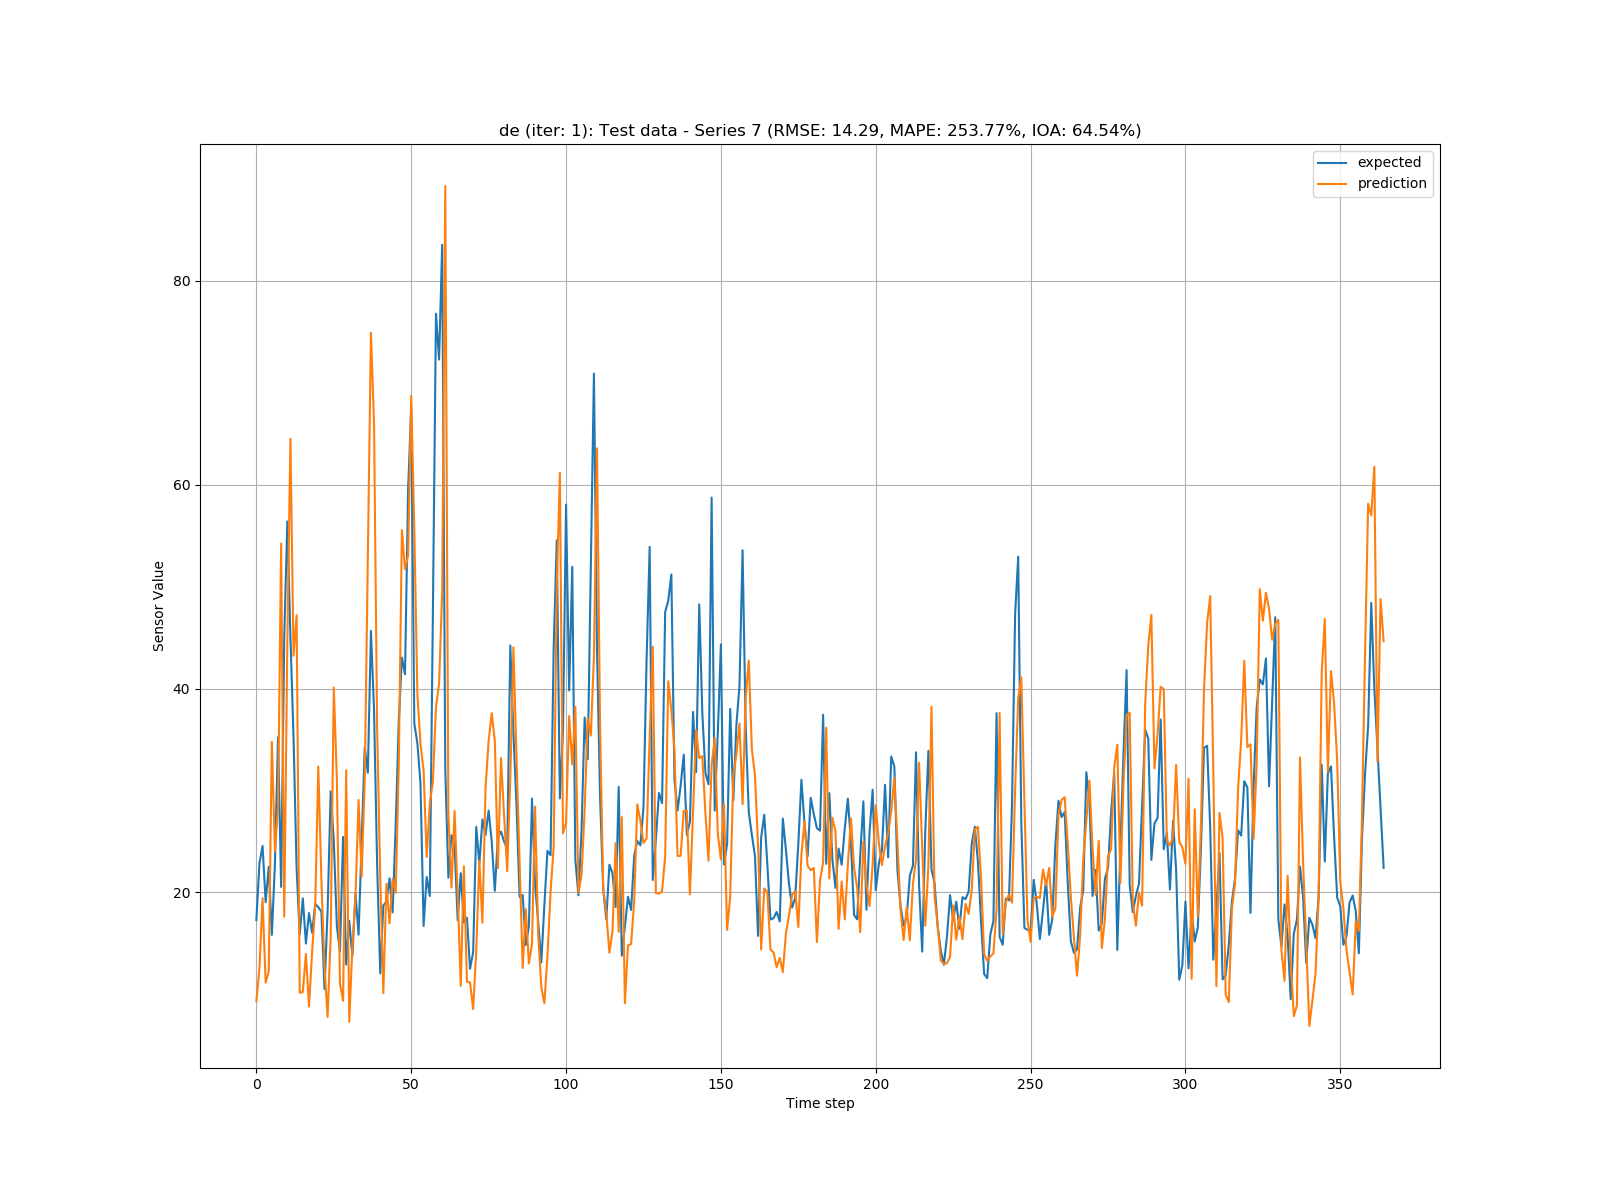 de (iter: 1): Test data - Series 7 (RMSE: 14.29, MAPE: 253.77%, IOA: 64.54%)
expected
prediction
80
60
40
20
Sensor Value
0 50 100 150 200 250 300 350
Time step